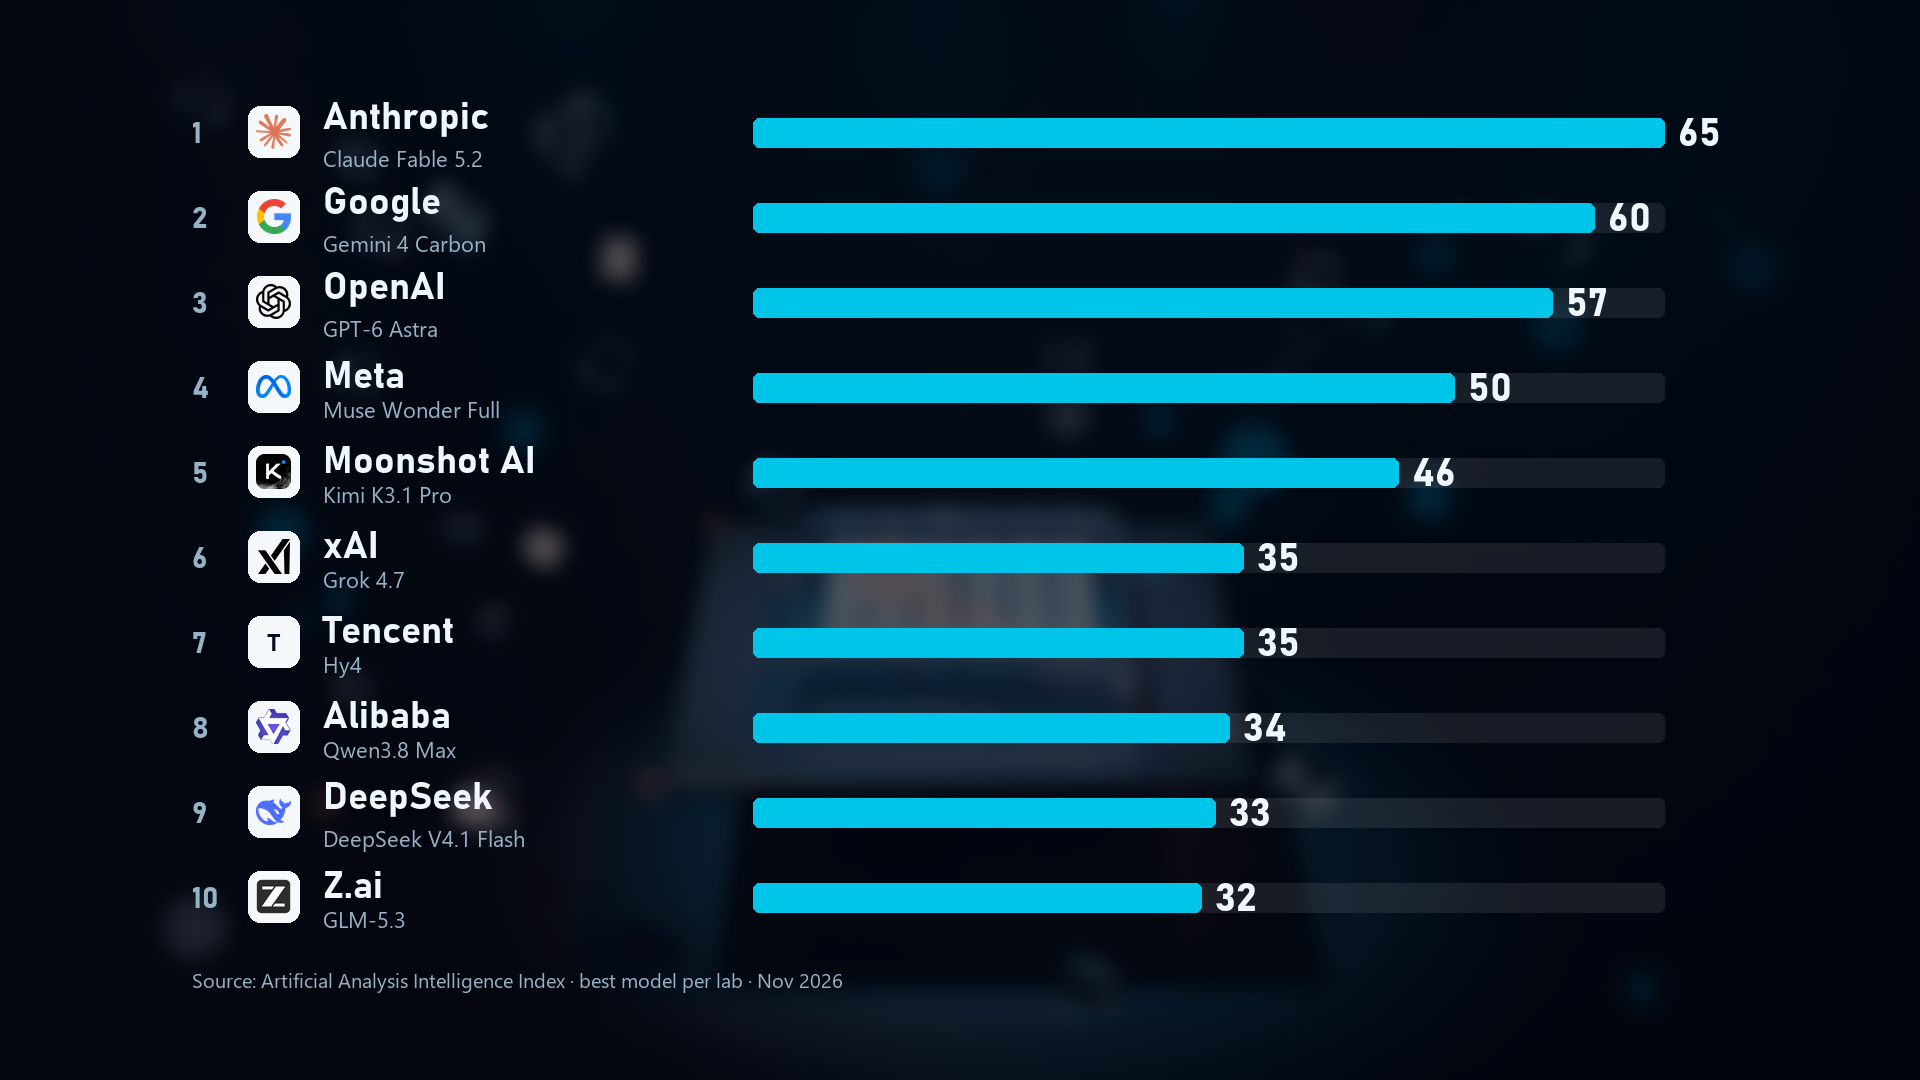 1
Anthropic
Claude Fable 5.2
65
2
Google
Gemini 4 Carbon
60
3
OpenAI
GPT-6 Astra
57
4
Meta
Muse Wonder Full
50
5
K
Moonshot AI
Kimi K3.1 Pro
46
6
xAI
Grok 4.7
35
7
T
Tencent
Hy4
35
8
Alibaba
Qwen3.8 Max
34
9
DeepSeek
DeepSeek V4.1 Flash
33
10
Z
Z.ai
GLM-5.3
32
Source: Artificial Analysis Intelligence Index · best model per lab · Nov 2026